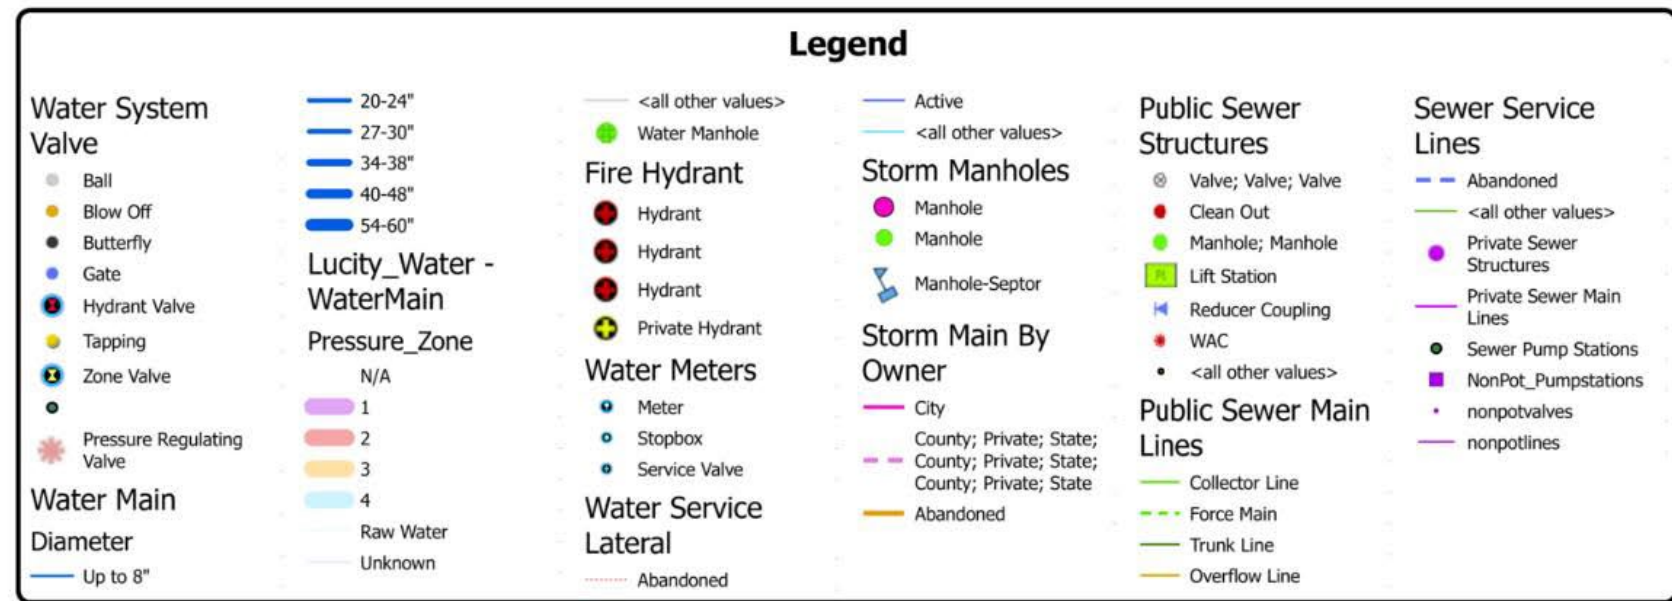 Legend
Water System
Valve
Ball
Blow Off
Butterfly
Gate
Hydrant Valve
Tapping
Zone Valve
Pressure Regulating
Valve
Water Main
Diameter
Up to 8"
20-24"
27-30"
34-38"
40-48"
54-60"
Lucity_Water -
WaterMain
Pressure_Zone
N/A
1
2
3
4
Raw Water
Unknown
<all other values>
Water Manhole
Fire Hydrant
Hydrant
Hydrant
Hydrant
Private Hydrant
Water Meters
Meter
Stopbox
Service Valve
Water Service
Lateral
Abandoned
Active
<all other values>
Storm Manholes
Manhole
Manhole
Manhole-Septor
Storm Main By
Owner
City
County; Private; State;
County; Private; State;
County; Private; State
Abandoned
Public Sewer
Structures
Valve; Valve; Valve
Clean Out
Manhole; Manhole
Lift Station
Reducer Coupling
WAC
<all other values>
Public Sewer Main
Lines
Collector Line
Force Main
Trunk Line
Overflow Line
Sewer Service
Lines
Abandoned
<all other values>
Private Sewer
Structures
Private Sewer Main
Lines
Sewer Pump Stations
NonPot_Pumpstations
nonpotvalves
nonpotlines